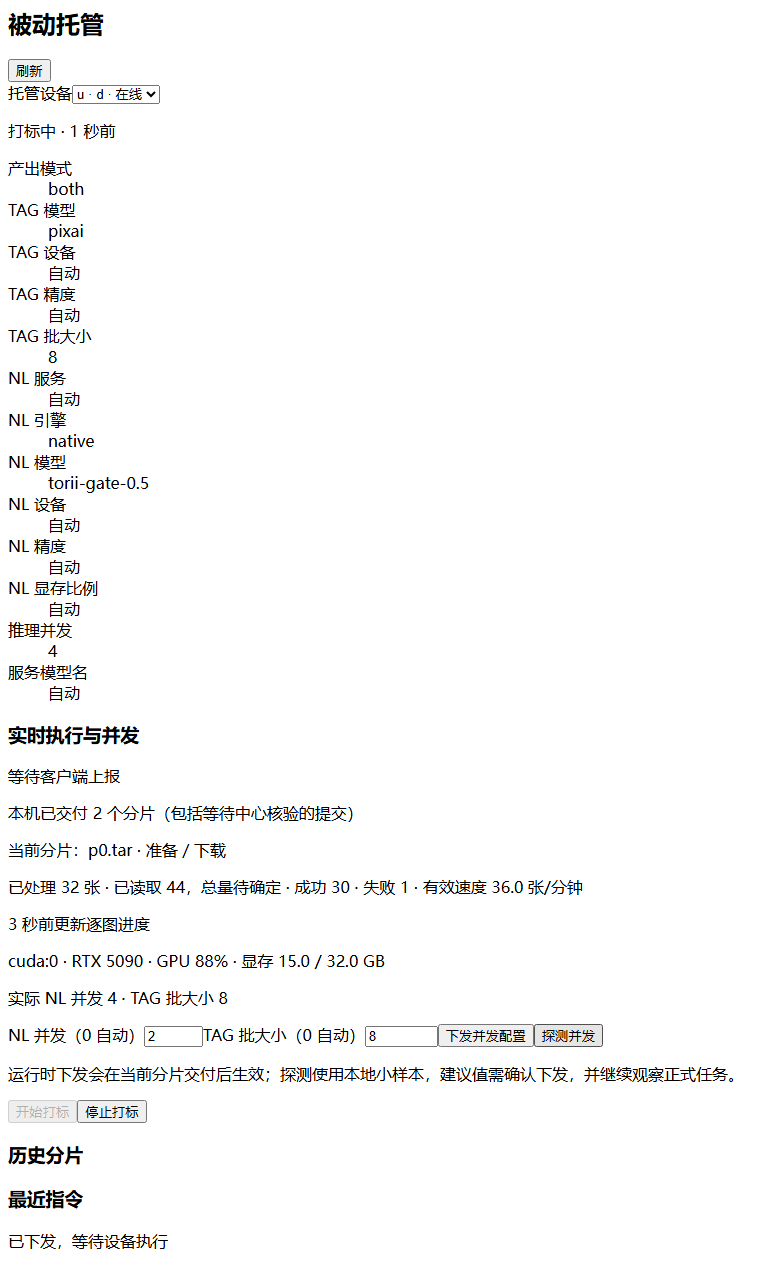 被动托管
刷新
托管设备 u · d · 在线
打标中 · 1 秒前
产出模式
both
TAG 模型
pixai
TAG 设备
自动
TAG 精度
自动
TAG 批大小
8
NL 服务
自动
NL 引擎
native
NL 模型
torii-gate-0.5
NL 设备
自动
NL 精度
自动
NL 显存比例
自动
推理并发
4
服务模型名
自动
实时执行与并发
等待客户端上报
本机已交付 2 个分片（包括等待中心核验的提交）
当前分片：p0.tar · 准备 / 下载
已处理 32 张 · 已读取 44，总量待确定 · 成功 30 · 失败 1 · 有效速度 36.0 张/分钟
3 秒前更新逐图进度
cuda:0 · RTX 5090 · GPU 88% · 显存 15.0 / 32.0 GB
实际 NL 并发 4 · TAG 批大小 8
NL 并发（0 自动） 2 TAG 批大小（0 自动） 8 下发并发配置 探测并发
运行时下发会在当前分片交付后生效；探测使用本地小样本，建议值需确认下发，并继续观察正式任务。
开始打标 停止打标
历史分片
最近指令
已下发，等待设备执行